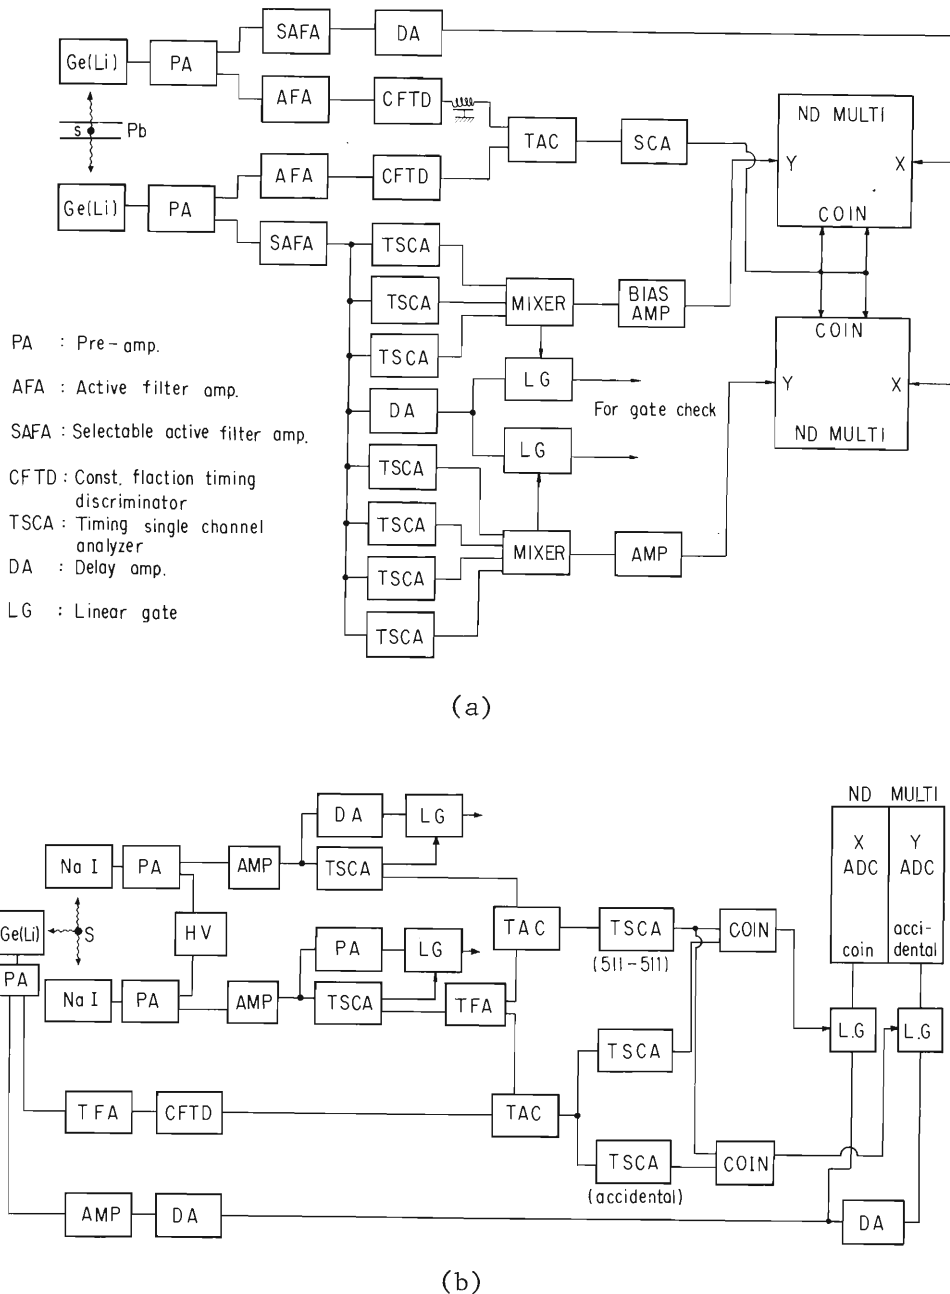 SAFA
DA
Ge(Li)
PA
AFA
CFTD
S
Pb
TAC
SCA
ND MULTI
Y
X
COIN
AFA
CFTD
Ge(Li)
PA
SAFA
TSCA
TSCA
MIXER
BIAS
AMP
COIN
PA : Pre-amp.
TSCA
LG
AFA : Active filter amp.
DA
For gate check
Y
X
ND MULTI
SAFA : Selectable active filter amp.
LG
CFTD : Const. flaction timing
discriminator
TSCA
TSCA : Timing single channel
analyzer
TSCA
MIXER
AMP
DA : Delay amp.
TSCA
LG : Linear gate
TSCA
(a)
ND MULTI
DA
LG
X
ADC
Y
ADC
Na I
PA
AMP
TSCA
Ge(Li)
S
HV
TAC
TSCA
(511-511)
COIN
PA
LG
coin
acci-
dental
PA
Na I
PA
AMP
TSCA
TFA
L.G
L.G
TSCA
TFA
CFTD
TAC
TSCA
(accidental)
COIN
AMP
DA
DA
(b)